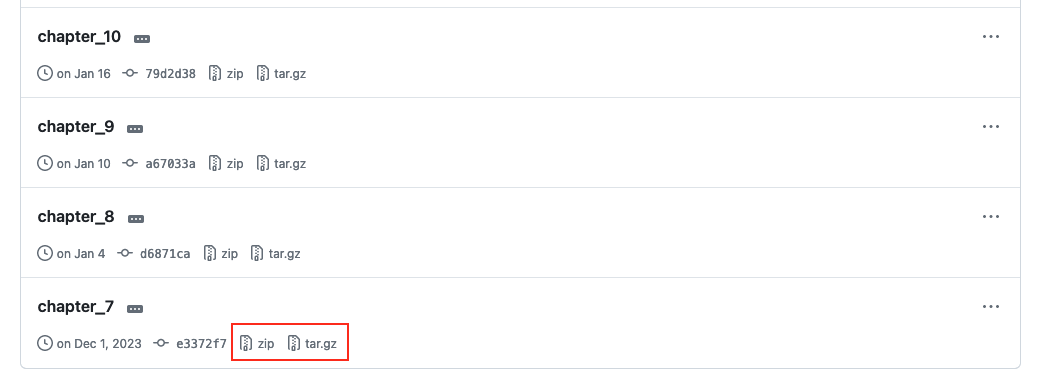 chapter_10
on Jan 16 79d2d38 zip tar.gz
chapter_9
on Jan 10 a67033a zip tar.gz
chapter_8
on Jan 4 d6871ca zip tar.gz
chapter_7
on Dec 1, 2023 e3372f7 zip tar.gz